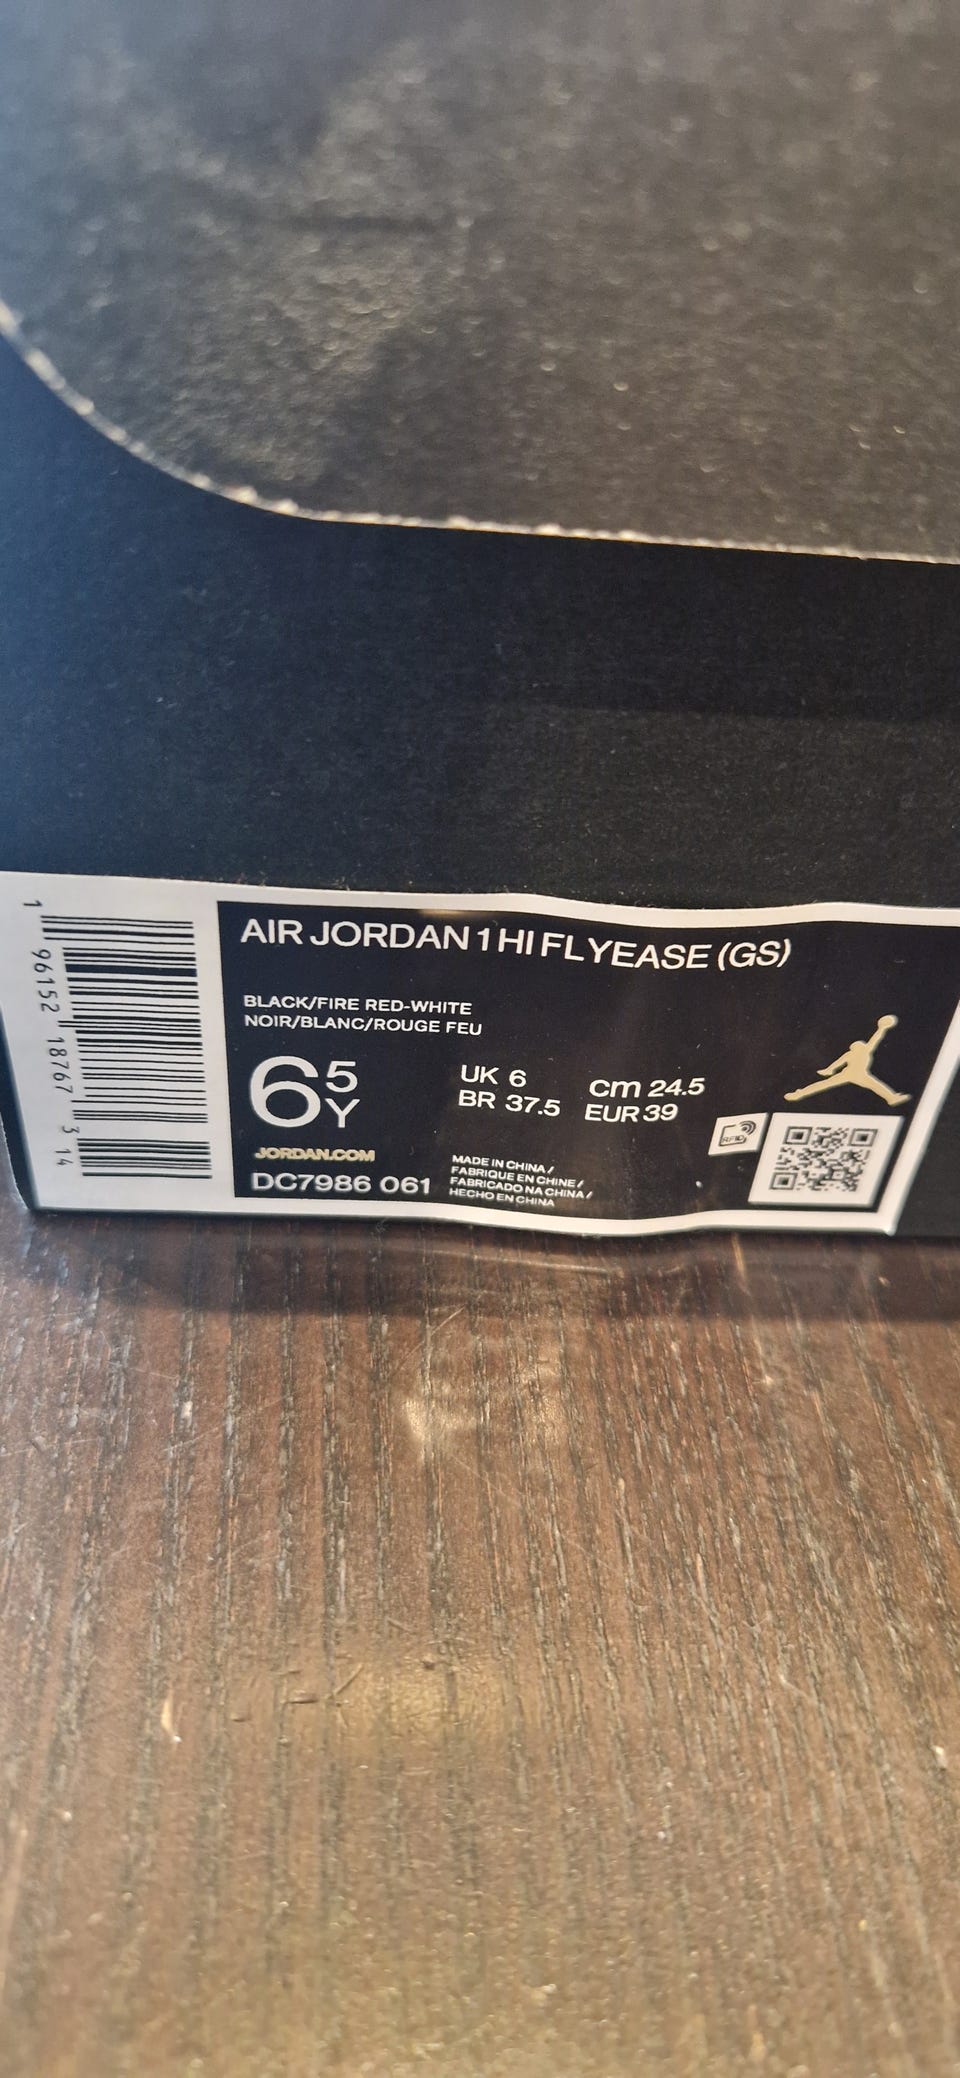 AIR JORDAN 1 HI FLYEASE (GS)
BLACK/FIRE RED-WHITE
NOIR/BLANC/ROUGE FEU
6 5 Y
UK 6
cm 24.5
BR 37.5
EUR 39
JORDAN.COM
DC7986 061
MADE IN CHINA /
FABRIQUE EN CHINE /
FABRICADO NA CHINA /
HECHO EN CHINA
RFID
1 96152 18767 3 14